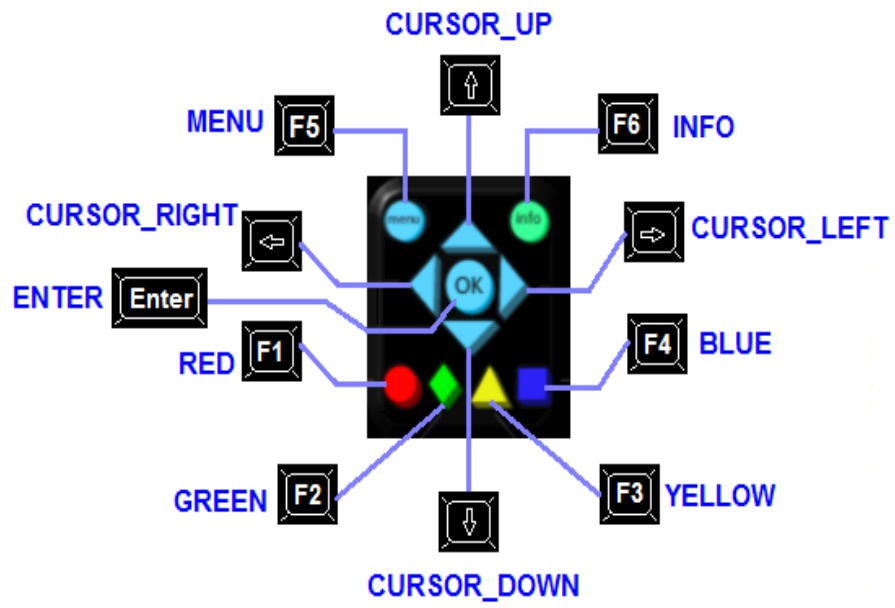 CURSOR_UP
MENU F5
F6 INFO
menu
info
CURSOR_RIGHT
CURSOR_LEFT
ENTER Enter
OK
RED F1
F4 BLUE
GREEN F2
F3 YELLOW
CURSOR_DOWN